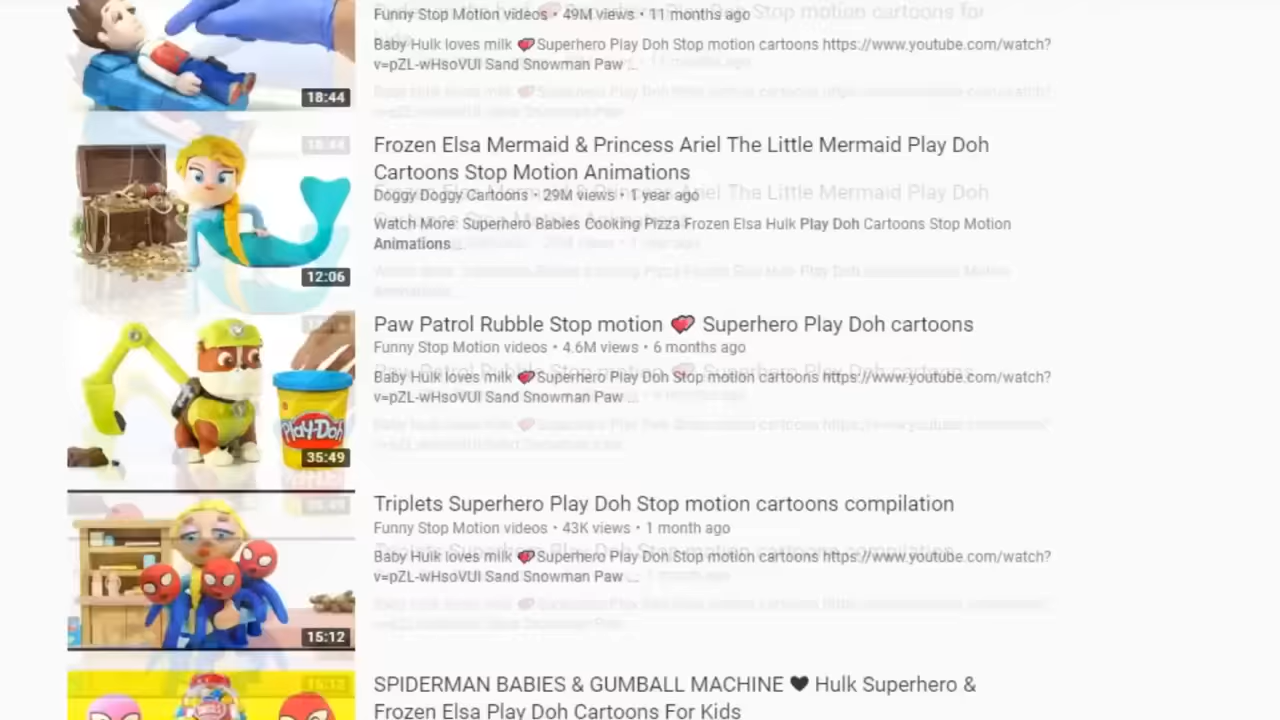 Funny Stop Motion videos • 49M views • 11 months ago
Baby Hulk loves milk 💕Superhero Play Doh Stop motion cartoons https://www.youtube.com/watch?
v=pZL-wHsoVUI Sand Snowman Paw ...
18:44
Frozen Elsa Mermaid & Princess Ariel The Little Mermaid Play Doh
Cartoons Stop Motion Animations
Doggy Doggy Cartoons • 29M views • 1 year ago
Watch More: Superhero Babies Cooking Pizza Frozen Elsa Hulk Play Doh Cartoons Stop Motion
Animations ...
12:06
Paw Patrol Rubble Stop motion 💕 Superhero Play Doh cartoons
Funny Stop Motion videos • 4.6M views • 6 months ago
Baby Hulk loves milk 💕Superhero Play Doh Stop motion cartoons https://www.youtube.com/watch?
v=pZL-wHsoVUI Sand Snowman Paw ...
Play-Doh
35:49
Triplets Superhero Play Doh Stop motion cartoons compilation
Funny Stop Motion videos • 43K views • 1 month ago
Baby Hulk loves milk 💕Superhero Play Doh Stop motion cartoons https://www.youtube.com/watch?
v=pZL-wHsoVUI Sand Snowman Paw ...
15:12
SPIDERMAN BABIES & GUMBALL MACHINE ♥ Hulk Superhero &
Frozen Elsa Play Doh Cartoons For Kids